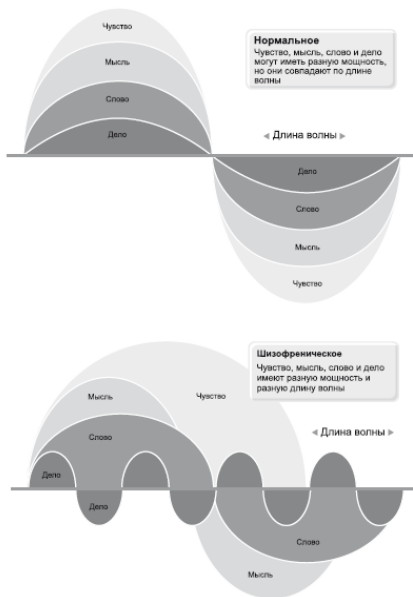 Чувство
Мысль
Слово
Дело
Нормальное
Чувство, мысль, слово и дело
могут иметь разную мощность,
но они совпадают по длине
волны
Длина волны
Дело
Слово
Мысль
Чувство
Шизофреническое
Чувство, мысль, слово и дело
имеют разную мощность и
разную длину волны
Мысль
Чувство
Слово
Длина волны
Дело
Дело
Слово
Мысль